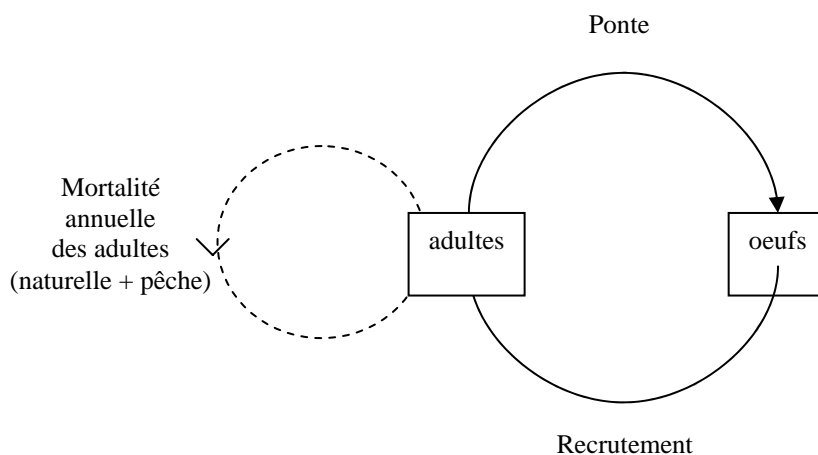 Ponte
Mortalité
annuelle
des adultes
(naturelle + pêche)
adultes
oeufs
Recrutement